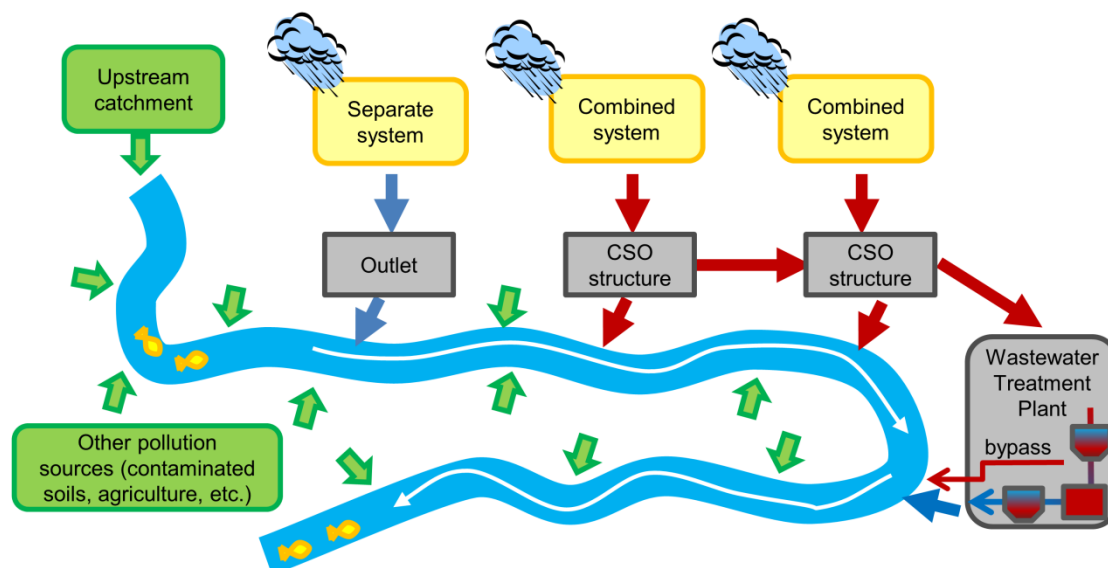 Upstream
catchment
Separate
system
Combined
system
Combined
system
Outlet
CSO
structure
CSO
structure
Wastewater
Treatment
Plant
bypass
Other pollution
sources (contaminated
soils, agriculture, etc.)